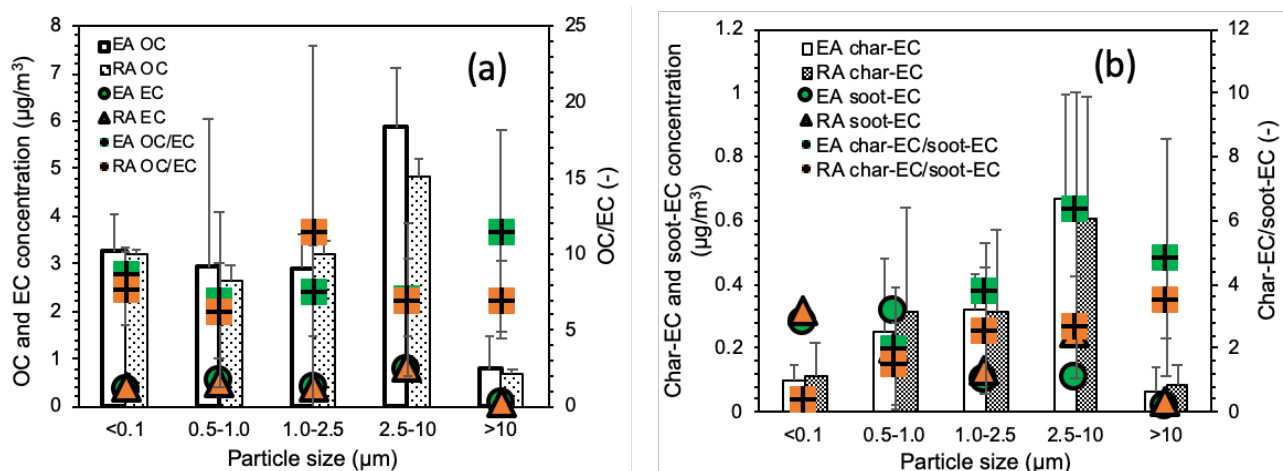 (a)
OC and EC concentration (µg/m³)
8
7
6
5
4
3
2
1
0
EA OC
RA OC
EA EC
RA EC
EA OC/EC
RA OC/EC
25
20
15
10
5
0
OC/EC (-)
<0.1 0.5-1.0 1.0-2.5 2.5-10 >10
Particle size (µm)
(b)
Char-EC and soot-EC concentration
(µg/m³)
1.2
1
0.8
0.6
0.4
0.2
0
EA char-EC
RA char-EC
EA soot-EC
RA soot-EC
EA char-EC/soot-EC
RA char-EC/soot-EC
12
10
8
6
4
2
0
Char-EC/soot-EC (-)
<0.1 0.5-1.0 1.0-2.5 2.5-10 >10
Particle size (µm)